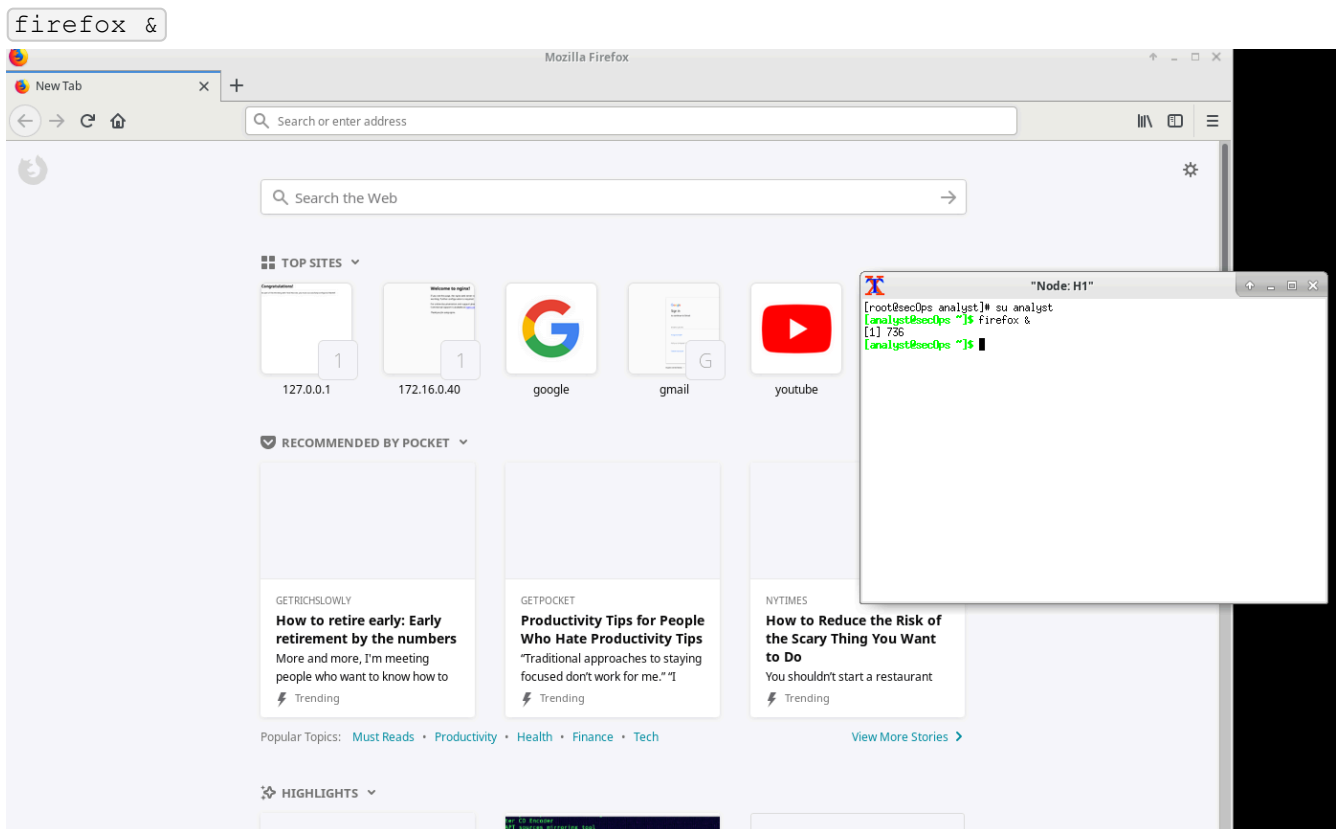 firefox &
Mozilla Firefox
New Tab
Search or enter address
Search the Web
TOP SITES
Congratulations!
Welcome to nginx!
1
1
G
127.0.0.1
172.16.0.40
google
gmail
youtube
"Node: H1"
[root@secOps analyst]# su analyst
[analyst@secOps ~]$ firefox &
[1] 736
[analyst@secOps ~]$
RECOMMENDED BY POCKET
GETRICHSLOWLY
How to retire early: Early
retirement by the numbers
More and more, I'm meeting
people who want to know how to
Trending
GETPOCKET
Productivity Tips for People
Who Hate Productivity Tips
“Traditional approaches to staying
focused don’t work for me.” “I
Trending
NYTIMES
How to Reduce the Risk of
the Scary Thing You Want
to Do
You shouldn’t start a restaurant
Trending
Popular Topics: Must Reads • Productivity • Health • Finance • Tech
View More Stories
HIGHLIGHTS